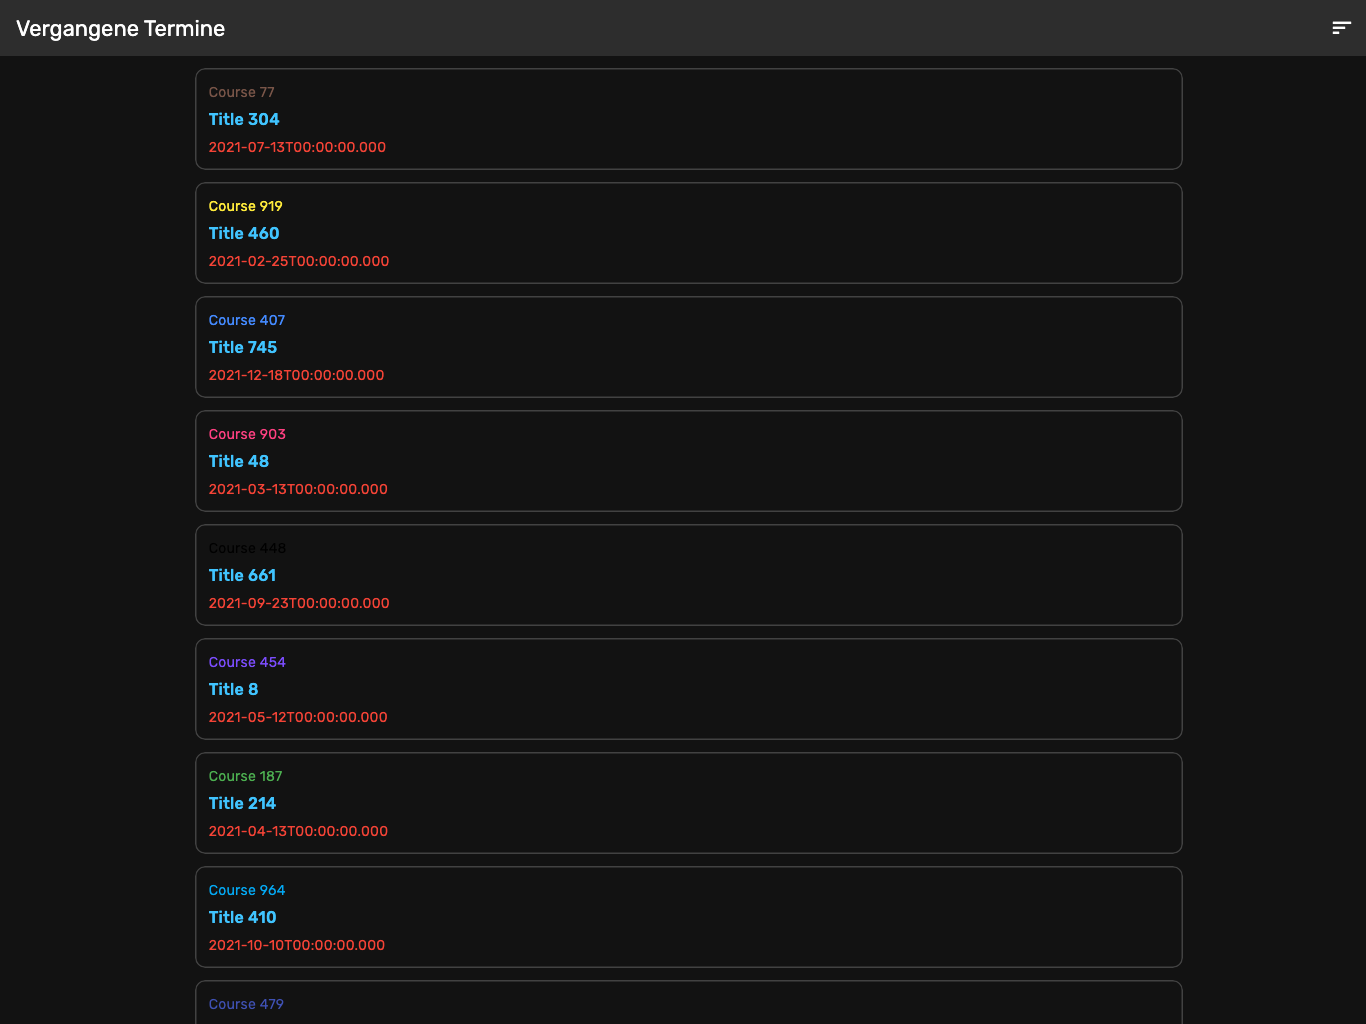 Vergangene Termine
Course 77
Title 304
2021-07-13T00:00:00.000
Course 919
Title 460
2021-02-25T00:00:00.000
Course 407
Title 745
2021-12-18T00:00:00.000
Course 903
Title 48
2021-03-13T00:00:00.000
Course 448
Title 661
2021-09-23T00:00:00.000
Course 454
Title 8
2021-05-12T00:00:00.000
Course 187
Title 214
2021-04-13T00:00:00.000
Course 964
Title 410
2021-10-10T00:00:00.000
Course 479